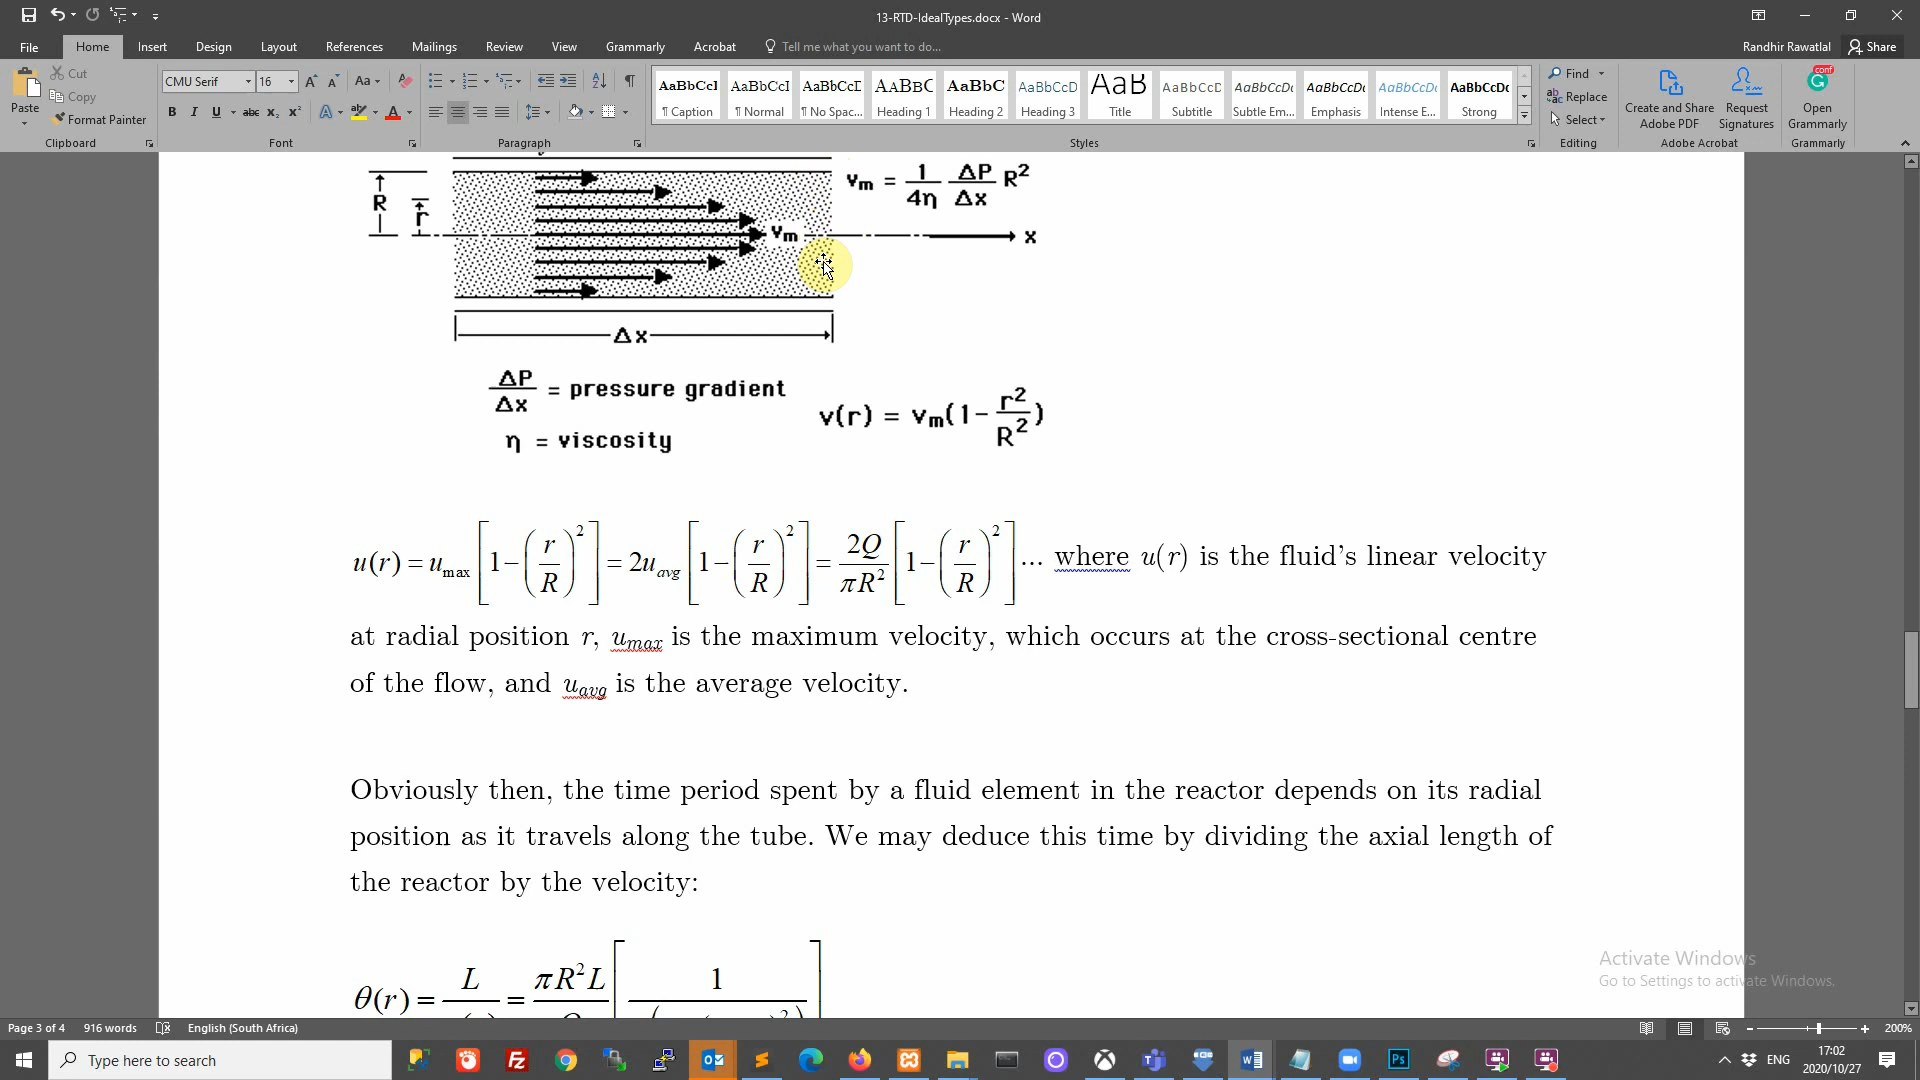 13-RTD-IdealTypes.docx - Word
File Home Insert Design Layout References Mailings Review View Grammarly Acrobat Tell me what you want to do... Randhir Rawatlal Share
Paste Cut Copy Format Painter
Clipboard
CMU Serif 16
Font
Paragraph
AaBbCcI AaBbCcI AaBbCcD AABBC AaBbC AaBbCcD AaB AaBbCcD AaBbCcDc AaBbCcDc AaBbCcDc AaBbCcDc
¶ Caption ¶ Normal ¶ No Spac... Heading 1 Heading 2 Heading 3 Title Subtitle Subtle Em... Emphasis Intense E... Strong
Styles
Find
Replace
Select
Editing
Create and Share Adobe PDF
Request Signatures
Adobe Acrobat
conf
Open Grammarly
Grammarly
R r
vm
vm = 1/4η ΔP/Δx R²
x
Δx
ΔP/Δx = pressure gradient
η = viscosity
v(r) = vm(1-r²/R²)
u(r) = umax[1-(r/R)²] = 2uavg[1-(r/R)²] = 2Q/πR²[1-(r/R)²]... where u(r) is the fluid's linear velocity
at radial position r, umax is the maximum velocity, which occurs at the cross-sectional centre
of the flow, and uavg is the average velocity.
Obviously then, the time period spent by a fluid element in the reactor depends on its radial
position as it travels along the tube. We may deduce this time by dividing the axial length of
the reactor by the velocity:
θ(r) = L = πR²L [1
Activate Windows
Go to Settings to activate Windows.
Page 3 of 4 916 words English (South Africa) 200%
Type here to search
ENG 17:02
2020/10/27